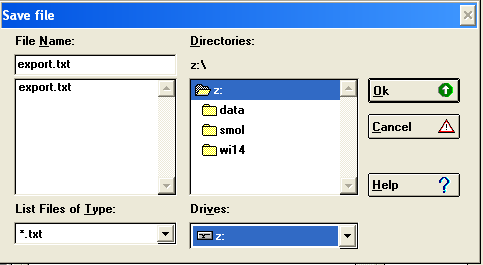 Save file
File Name:
export.txt
export.txt
Directories:
z:\
z:
data
smol
wi14
Ok
Cancel
Help
List Files of Type:
*.txt
Drives:
z: